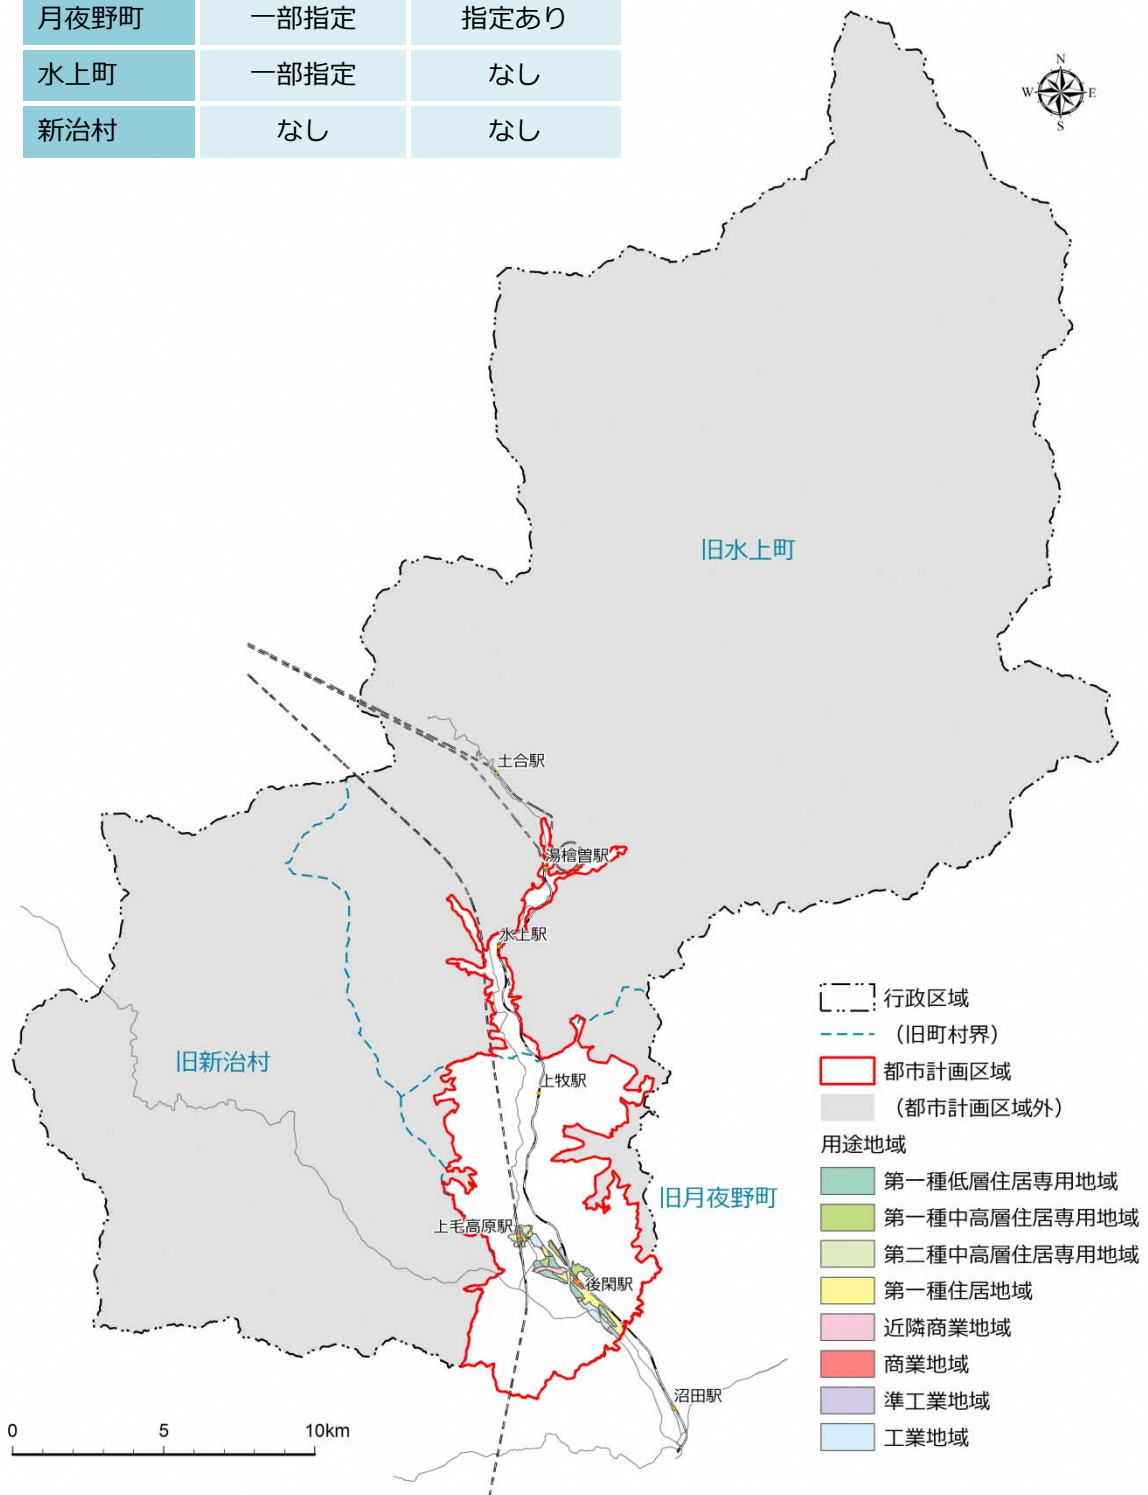 月夜野町 一部指定 指定あり
水上町 一部指定 なし
新治村 なし なし
N
W E
S
旧水上町
土合駅
湯檜曽駅
水上駅
旧新治村
上牧駅
旧月夜野町
上毛高原駅
後閑駅
沼田駅
行政区域
（旧町村界）
都市計画区域
（都市計画区域外）
用途地域
第一種低層住居専用地域
第一種中高層住居専用地域
第二種中高層住居専用地域
第一種住居地域
近隣商業地域
商業地域
準工業地域
工業地域
0 5 10km